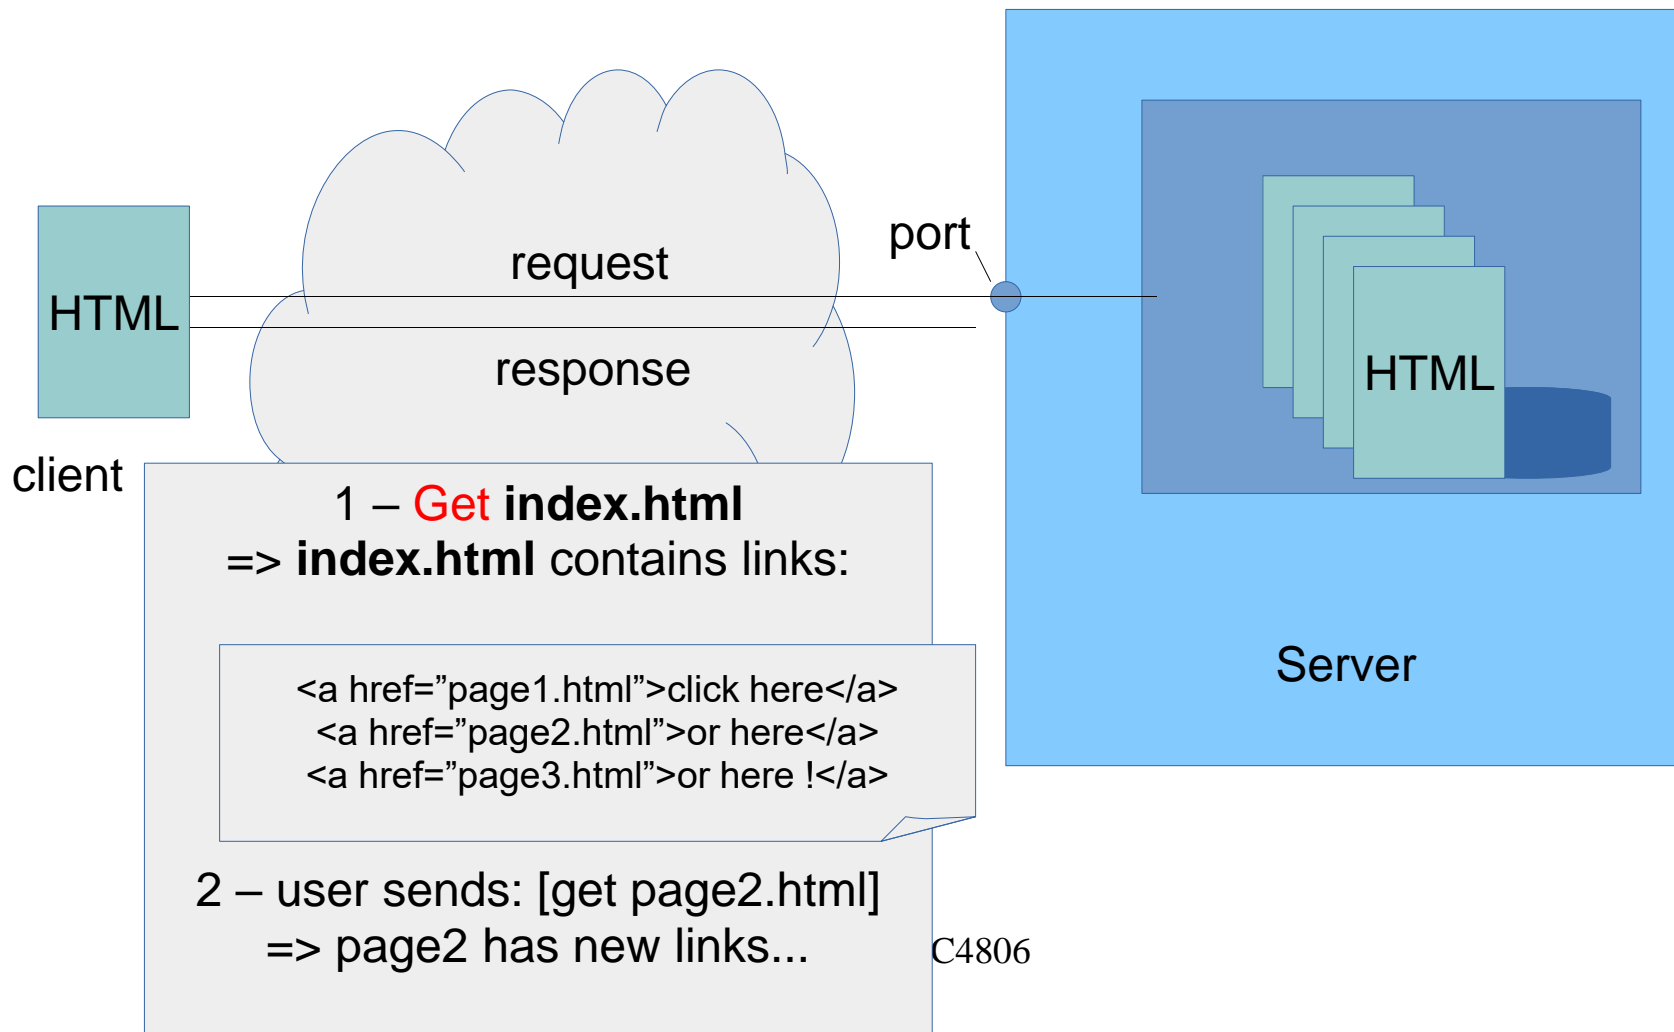 port
request
HTML
response
HTML
client
1 – Get index.html
=> index.html contains links:
Server
<a href=”page1.html”>click here</a>
<a href=”page2.html”>or here</a>
<a href=”page3.html”>or here !</a>
2 – user sends: [get page2.html]
=> page2 has new links...
C4806